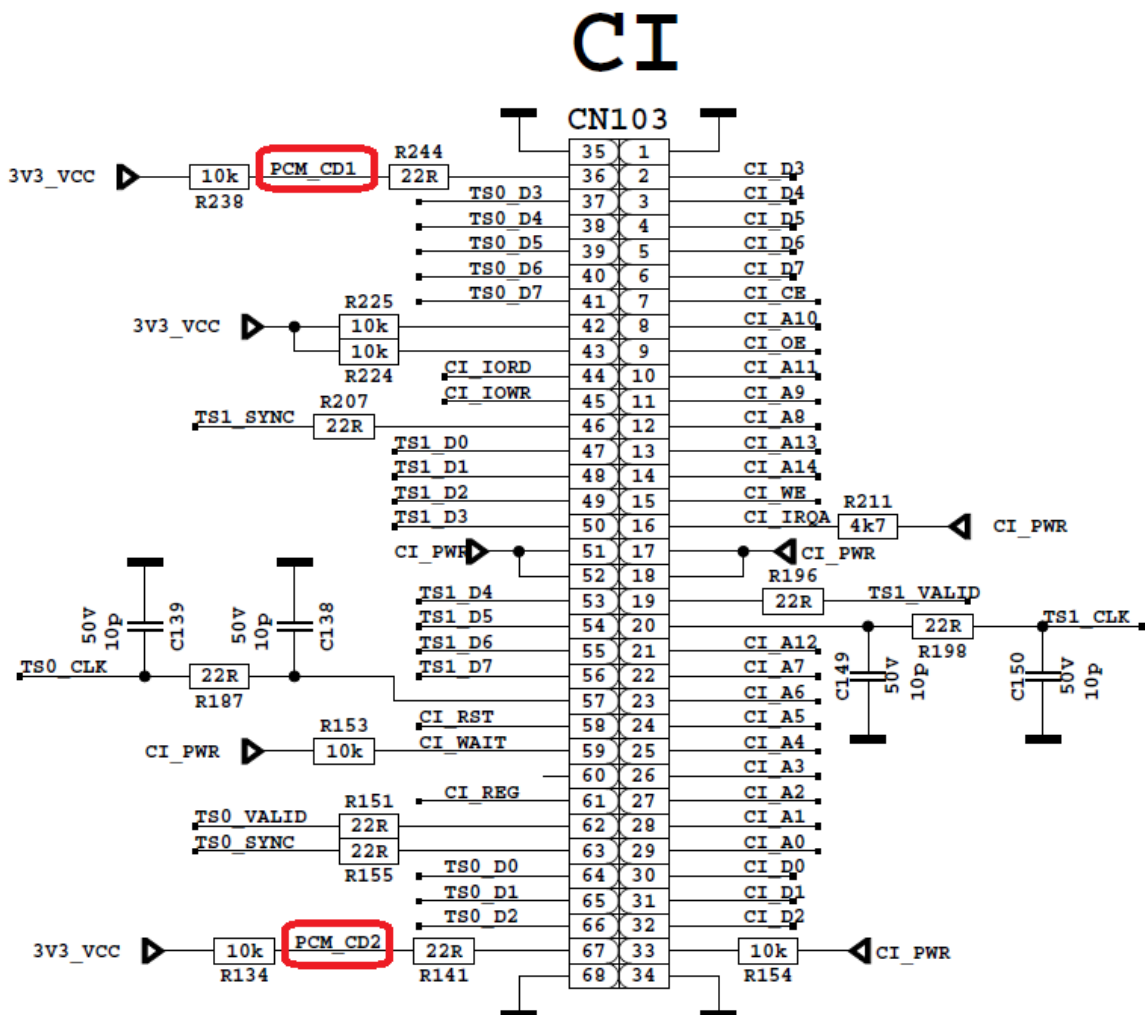 CI
CN103
35 1
3V3_VCC 10k R238 PCM_CD1 R244 22R 36 2 CI_D3
TS0_D3 37 3 CI_D4
TS0_D4 38 4 CI_D5
TS0_D5 39 5 CI_D6
TS0_D6 40 6 CI_D7
TS0_D7 41 7 CI_CE
3V3_VCC R225 10k 42 8 CI_A10
10k R224 43 9 CI_OE
CI_IORD 44 10 CI_A11
CI_IOWR 45 11 CI_A9
TS1_SYNC R207 22R 46 12 CI_A8
TS1_D0 47 13 CI_A13
TS1_D1 48 14 CI_A14
TS1_D2 49 15 CI_WE
TS1_D3 50 16 CI_IRQA R211 4k7 CI_PWR
CI_PWR 51 17 CI_PWR
52 18
TS1_D4 53 19 R196 22R TS1_VALID
TS1_D5 54 20 22R R198 TS1_CLK
C149 50v 10p C150 50v 10p
TS1_D6 55 21 CI_A12
TS1_D7 56 22 CI_A7
50v 10p C139 50v 10p C138
TS0_CLK 22R R187 57 23 CI_A6
CI_RST 58 24 CI_A5
CI_PWR R153 10k CI_WAIT 59 25 CI_A4
60 26 CI_A3
CI_REG 61 27 CI_A2
TS0_VALID R151 22R 62 28 CI_A1
TS0_SYNC 22R R155 63 29 CI_A0
TS0_D0 64 30 CI_D0
TS0_D1 65 31 CI_D1
TS0_D2 66 32 CI_D2
3V3_VCC 10k R134 PCM_CD2 22R R141 67 33 10k R154 CI_PWR
68 34